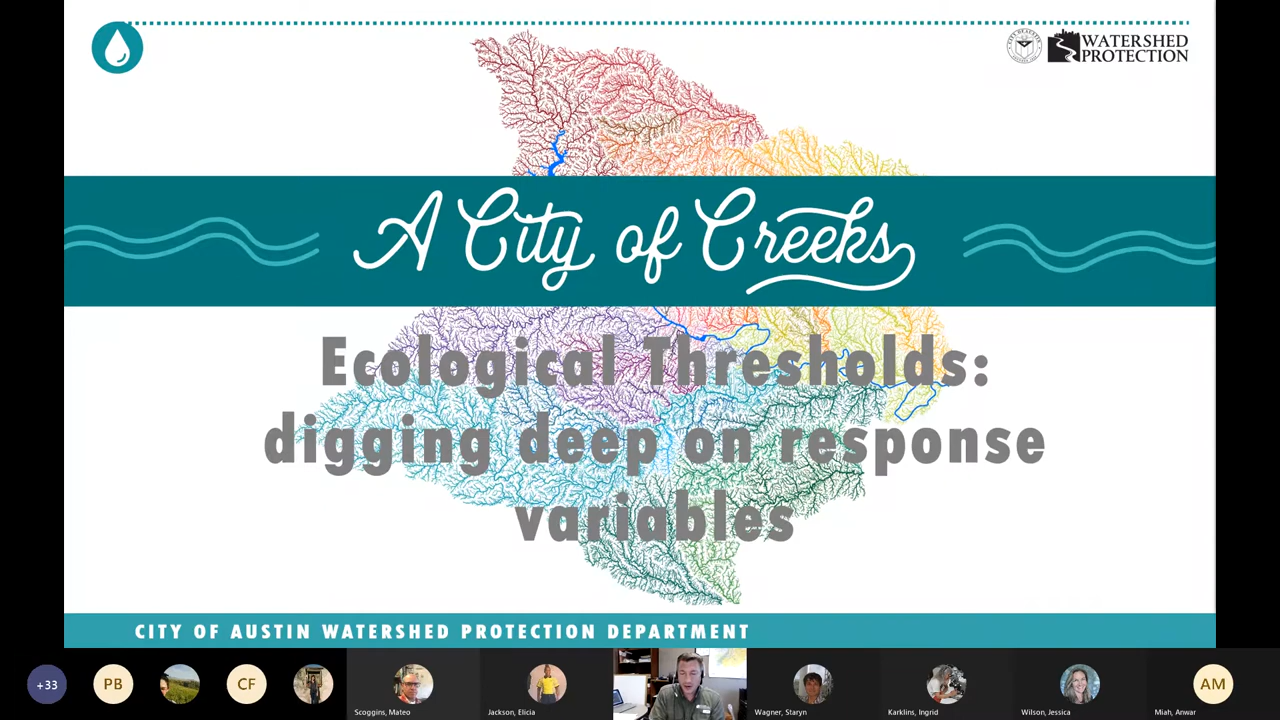 WATERSHED
PROTECTION
A City of Creeks
Ecological Thresholds:
digging deep on response
variables
CITY OF AUSTIN WATERSHED PROTECTION DEPARTMENT
+33
PB
CF
AM
Scoggins, Mateo
Jackson, Elicia
Wagner, Staryn
Karklins, Ingrid
Wilson, Jessica
Miah, Anwar